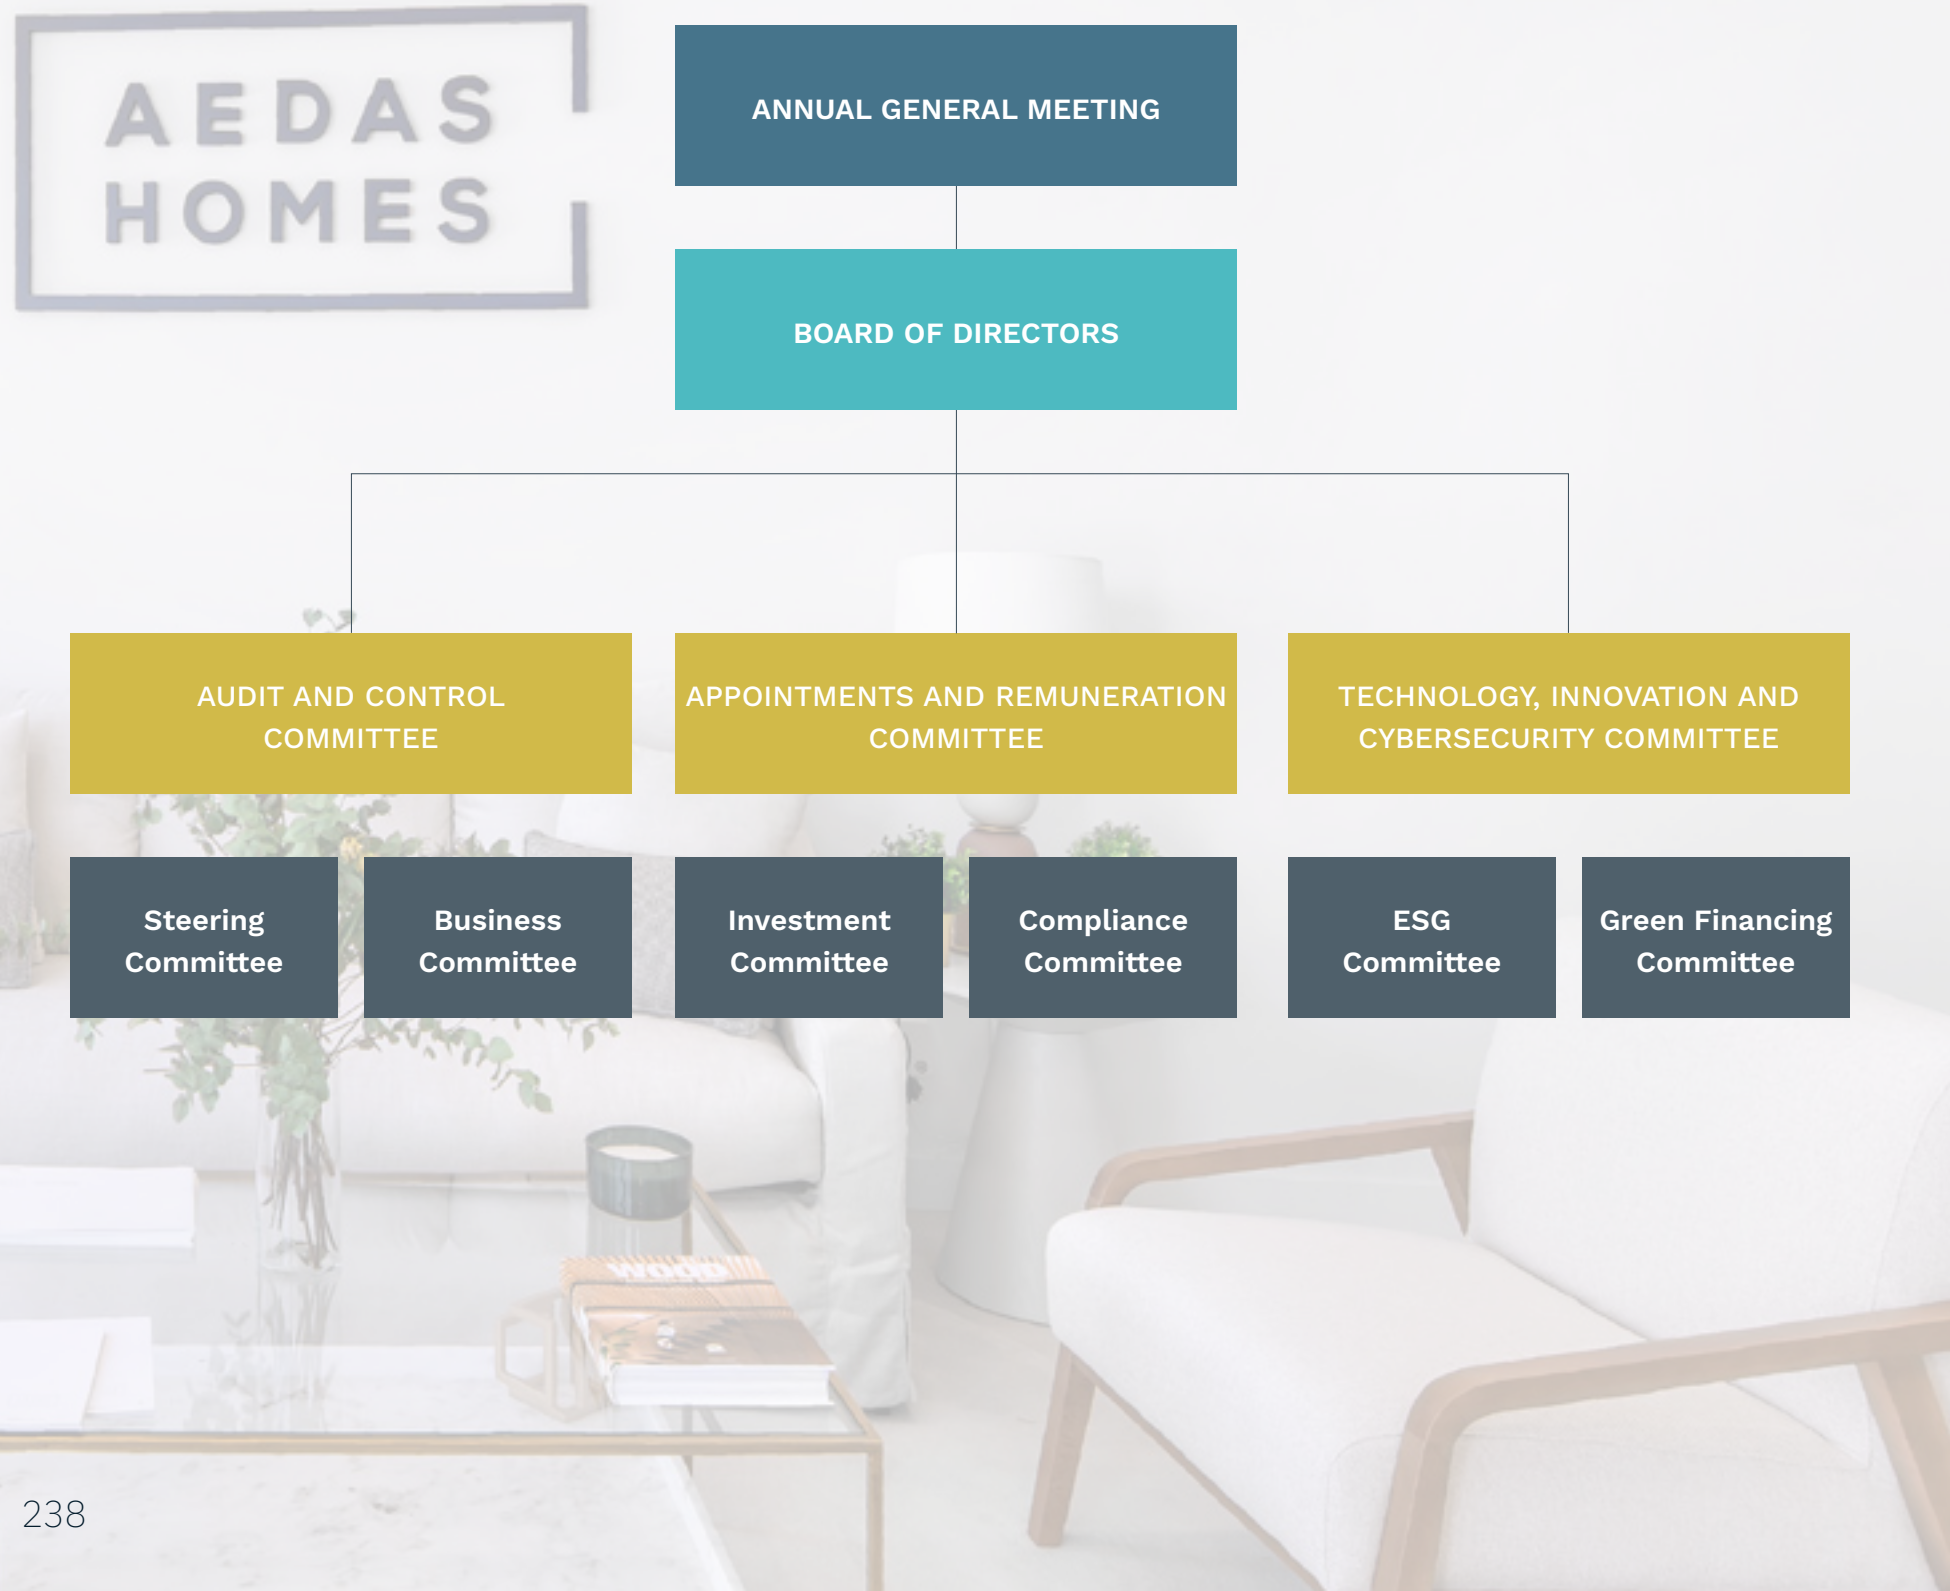 AEDAS
HOMES
ANNUAL GENERAL MEETING
BOARD OF DIRECTORS
AUDIT AND CONTROL
COMMITTEE
APPOINTMENTS AND REMUNERATION
COMMITTEE
TECHNOLOGY, INNOVATION AND
CYBERSECURITY COMMITTEE
Steering
Committee
Business
Committee
Investment
Committee
Compliance
Committee
ESG
Committee
Green Financing
Committee
WOOD
238